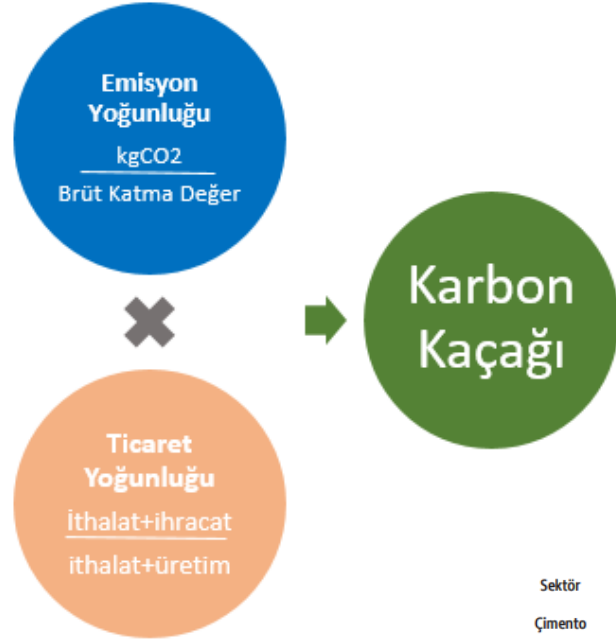 Emisyon
Yoğunluğu
kgCO2
Brüt Katma Değer
Karbon
Kaçağı
Ticaret
Yoğunluğu
İthalat+ihracat
ithalat+üretim
Sektör
Çimento